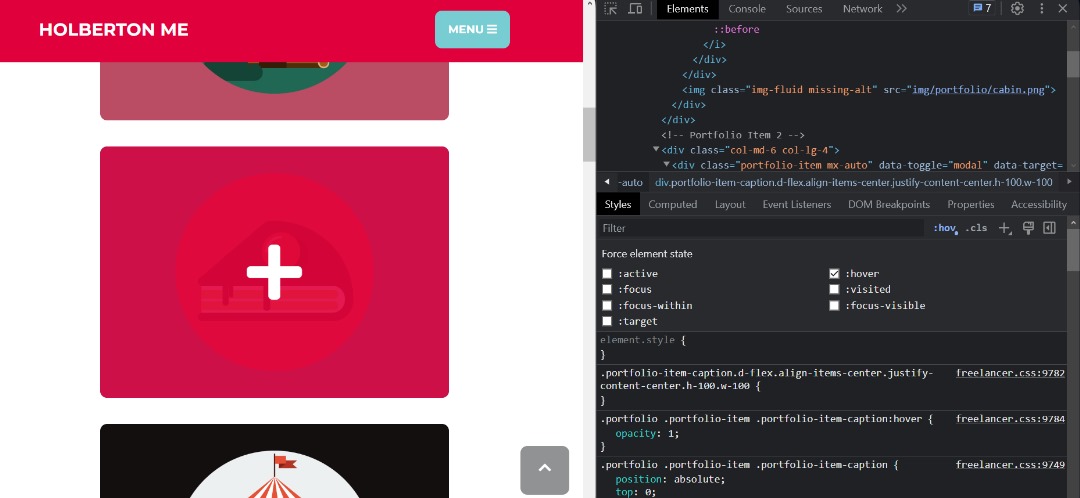 HOLBERTON ME
MENU
Elements Console Sources Network 7
::before
</i>
</div>
</div>
<img class="img-fluid missing-alt" src="img/portfolio/cabin.png">
</div>
</div>
<!-- Portfolio Item 2 -->
<div class="col-md-6 col-lg-4">
<div class="portfolio-item mx-auto" data-toggle="modal" data-target=
-auto div.portfolio-item-caption.d-flex.align-items-center.justify-content-center.h-100.w-100
Styles Computed Layout Event Listeners DOM Breakpoints Properties Accessibility
Filter :hov .cls
Force element state
:active :hover
:focus :visited
:focus-within :focus-visible
:target
element.style {
}
.portfolio-item-caption.d-flex.align-items-center.justify- freelancer.css:9782
content-center.h-100.w-100 {
}
.portfolio .portfolio-item .portfolio-item-caption:hover { freelancer.css:9784
opacity: 1;
}
.portfolio .portfolio-item .portfolio-item-caption { freelancer.css:9749
position: absolute;
top: 0;